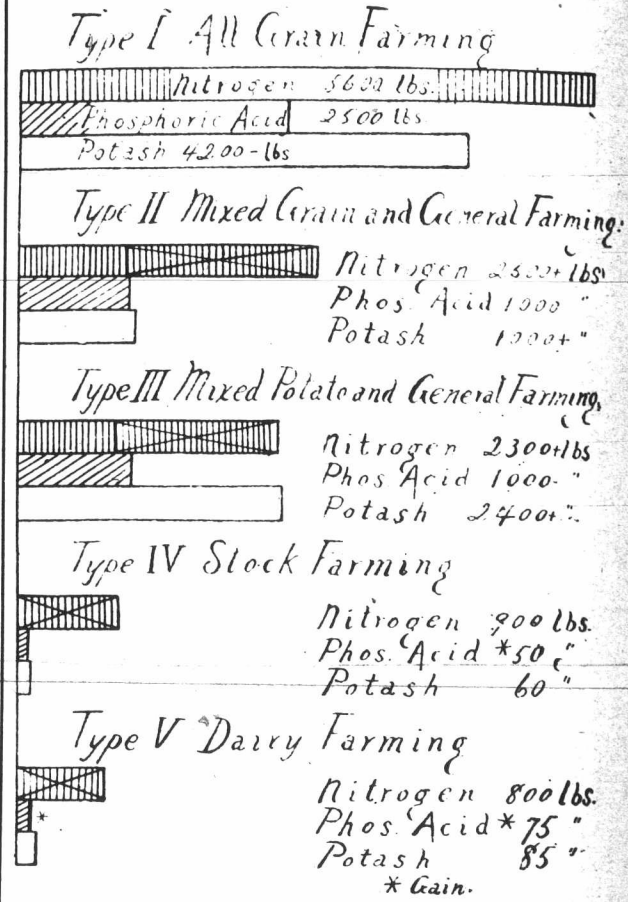 Type I All Grain Farming
Nitrogen 5600 lbs.
Phosphoric Acid 2500 lbs
Potash 4200-lbs
Type II Mixed Grain and General Farming:
Nitrogen 2600+ lbs.
Phos. Acid 1000 "
Potash 1000+ "
Type III Mixed Potato and General Farming,
Nitrogen 2300+lbs
Phos Acid 1000- "
Potash 2400+ ".
Type IV Stock Farming
Nitrogen 900 lbs.
Phos. Acid *50 "
Potash 60 "
Type V Dairy Farming
Nitrogen 800 lbs.
*
Phos. Acid * 75 "
Potash 85 "
* Gain.